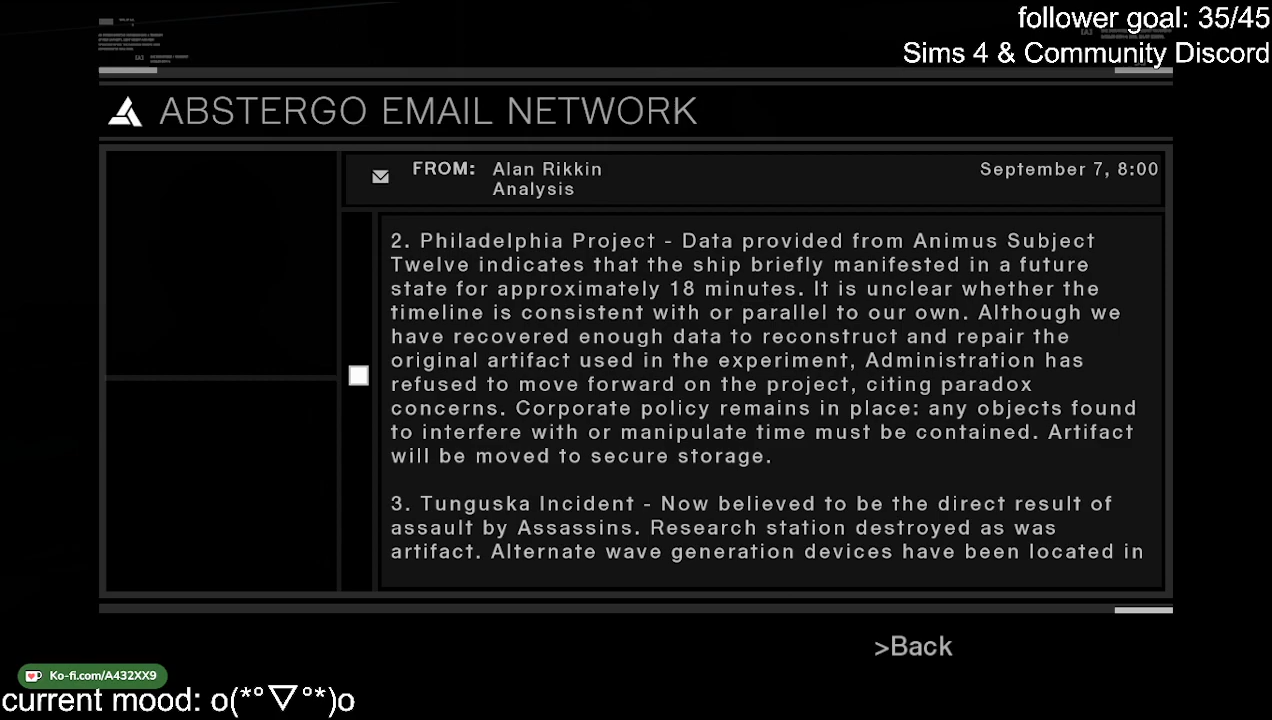 follower goal: 35/45
Sims 4 & Community Discord
ABSTERGO EMAIL NETWORK
FROM: Alan Rikkin
Analysis
September 7, 8:00
2. Philadelphia Project - Data provided from Animus Subject
Twelve indicates that the ship briefly manifested in a future
state for approximately 18 minutes. It is unclear whether the
timeline is consistent with or parallel to our own. Although we
have recovered enough data to reconstruct and repair the
original artifact used in the experiment, Administration has
refused to move forward on the project, citing paradox
concerns. Corporate policy remains in place: any objects found
to interfere with or manipulate time must be contained. Artifact
will be moved to secure storage.
3. Tunguska Incident - Now believed to be the direct result of
assault by Assassins. Research station destroyed as was
artifact. Alternate wave generation devices have been located in
>Back
Ko-fi.com/A432XX9
current mood: o(*°▽°*)o